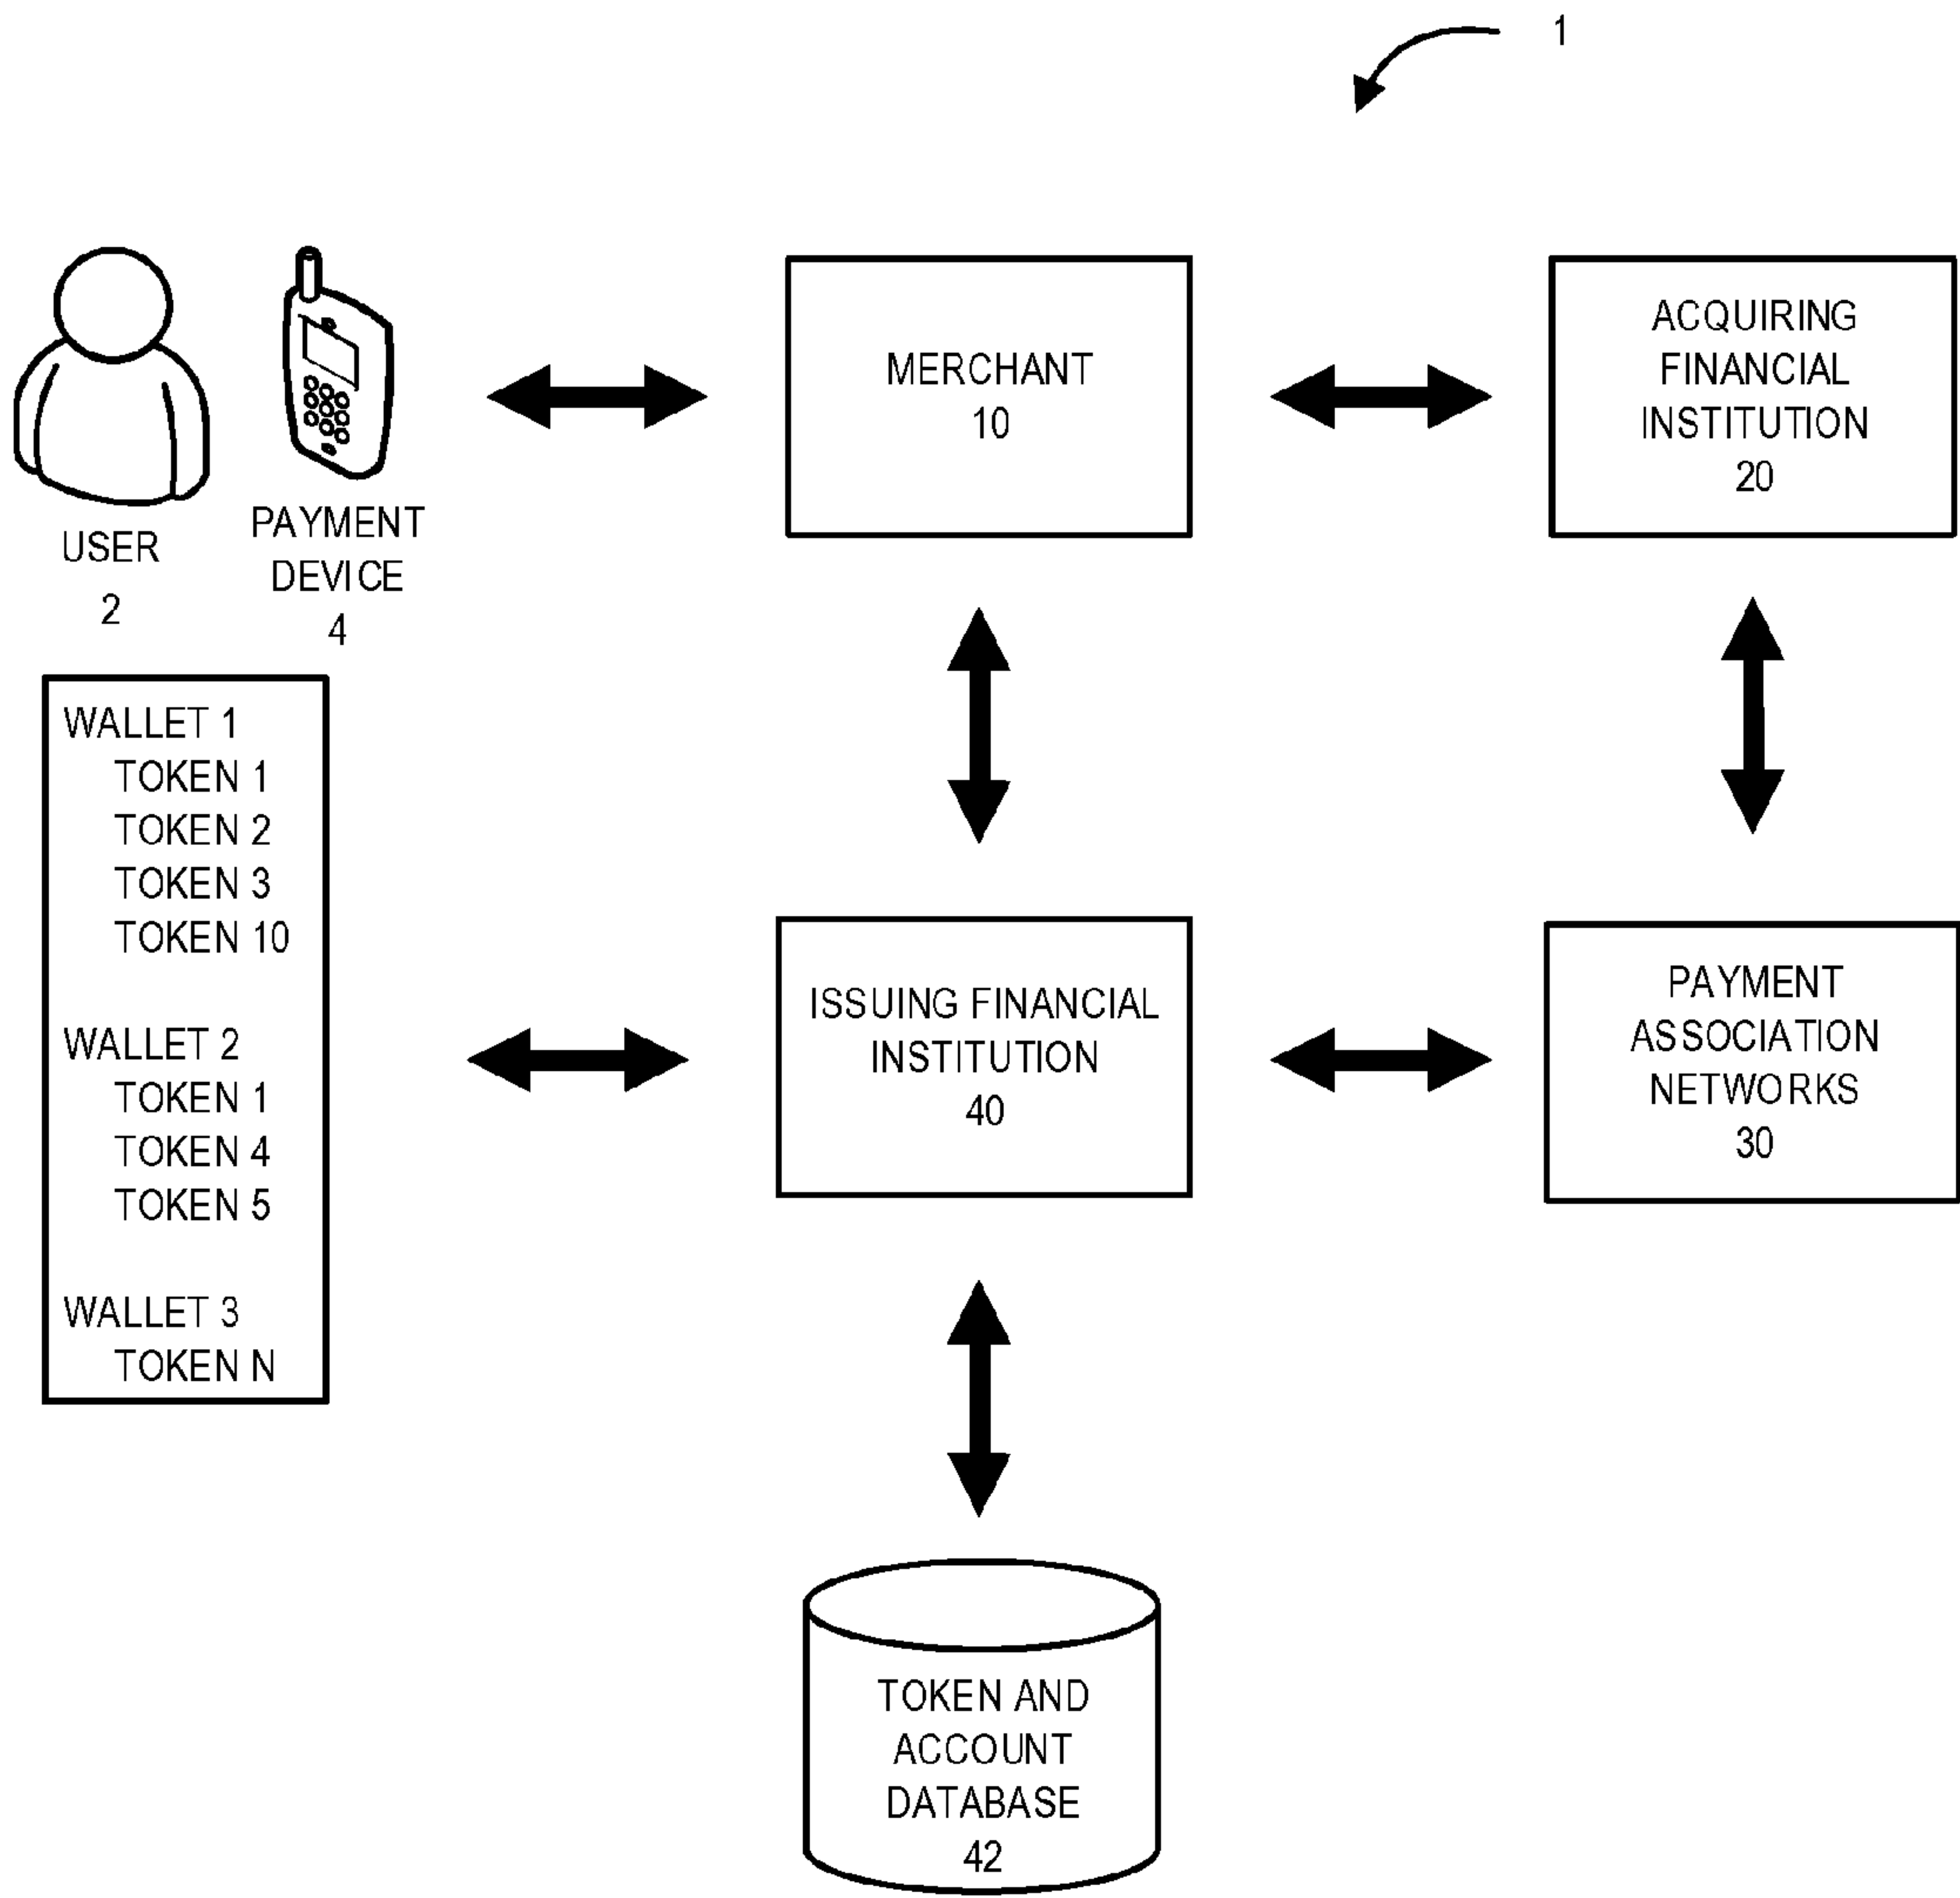 1
USER
2
PAYMENT
DEVICE
4
MERCHANT
10
ACQUIRING
FINANCIAL
INSTITUTION
20
WALLET 1
TOKEN 1
TOKEN 2
TOKEN 3
TOKEN 10
WALLET 2
TOKEN 1
TOKEN 4
TOKEN 5
WALLET 3
TOKEN N
ISSUING FINANCIAL
INSTITUTION
40
PAYMENT
ASSOCIATION
NETWORKS
30
TOKEN AND
ACCOUNT
DATABASE
42